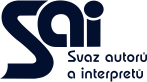 Sai
Svaz autorů
a interpretů